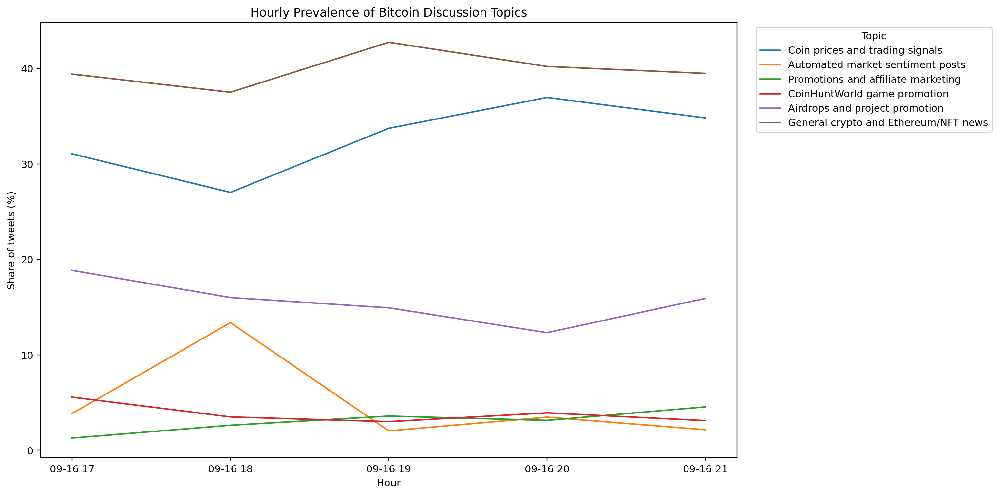 Hourly Prevalence of Bitcoin Discussion Topics
Share of tweets (%)
40
30
20
10
0
09-16 17
09-16 18
09-16 19
09-16 20
09-16 21
Hour
Topic
Coin prices and trading signals
Automated market sentiment posts
Promotions and affiliate marketing
CoinHuntWorld game promotion
Airdrops and project promotion
General crypto and Ethereum/NFT news